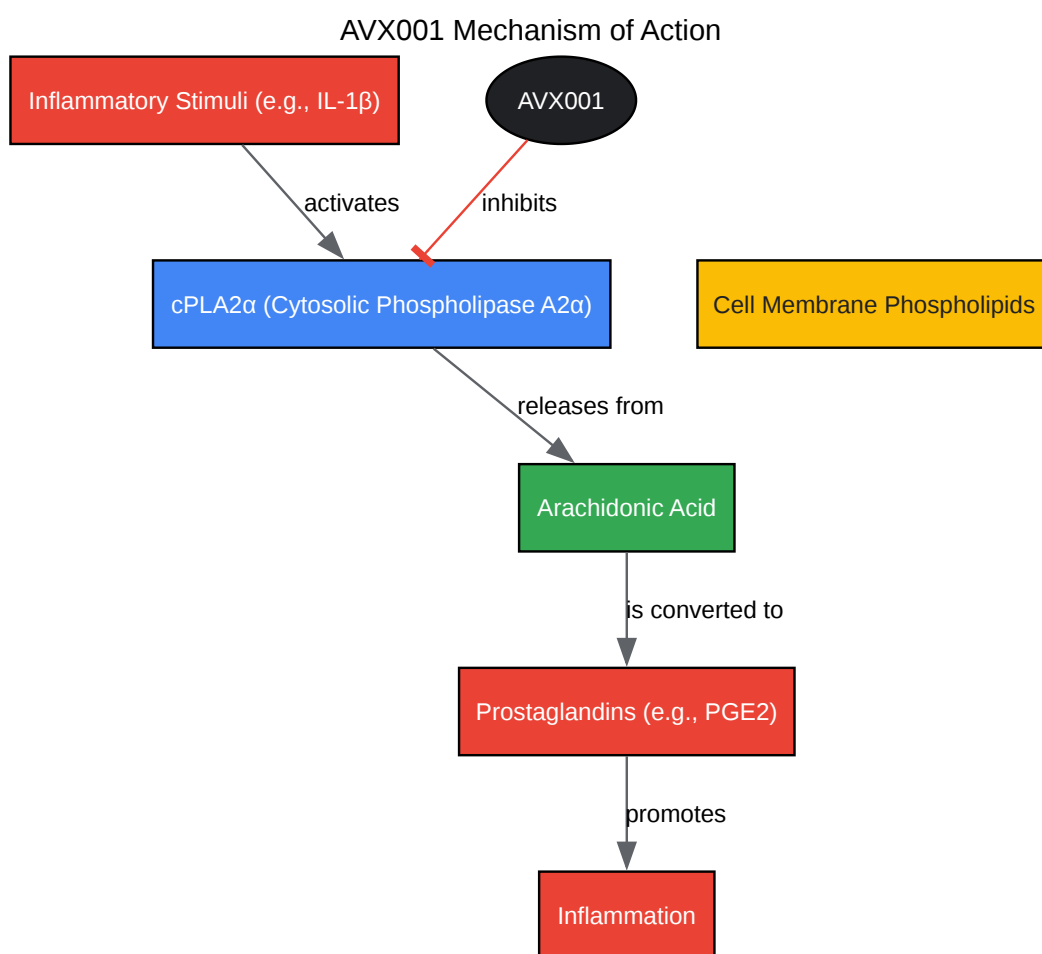 AVX001 Mechanism of Action
Inflammatory Stimuli (e.g., IL-1β)
AVX001
activates
inhibits
cPLA2α (Cytosolic Phospholipase A2α)
Cell Membrane Phospholipids
releases from
Arachidonic Acid
is converted to
Prostaglandins (e.g., PGE2)
promotes
Inflammation